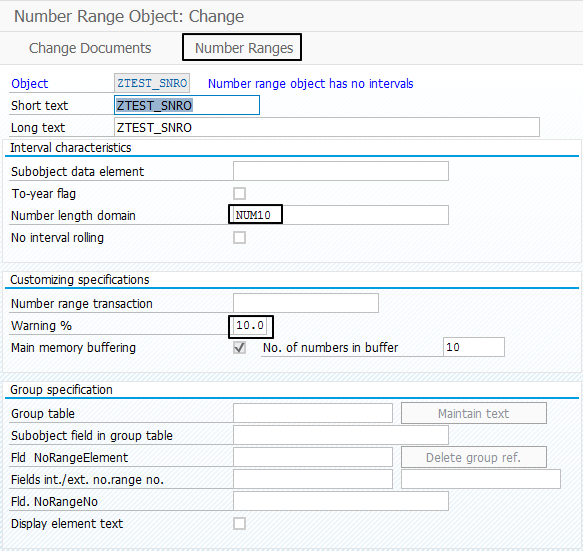 Number Range Object: Change
Change Documents Number Ranges
Object ZTEST_SNRO Number range object has no intervals
Short text ZTEST_SNRO
Long text ZTEST_SNRO
Interval characteristics
Subobject data element
To-year flag
Number length domain NUM10
No interval rolling
Customizing specifications
Number range transaction
Warning % 10.0
Main memory buffering No. of numbers in buffer 10
Group specification
Group table Maintain text
Subobject field in group table
Fld NoRangeElement Delete group ref.
Fields int./ext. no.range no.
Fld. NoRangeNo
Display element text